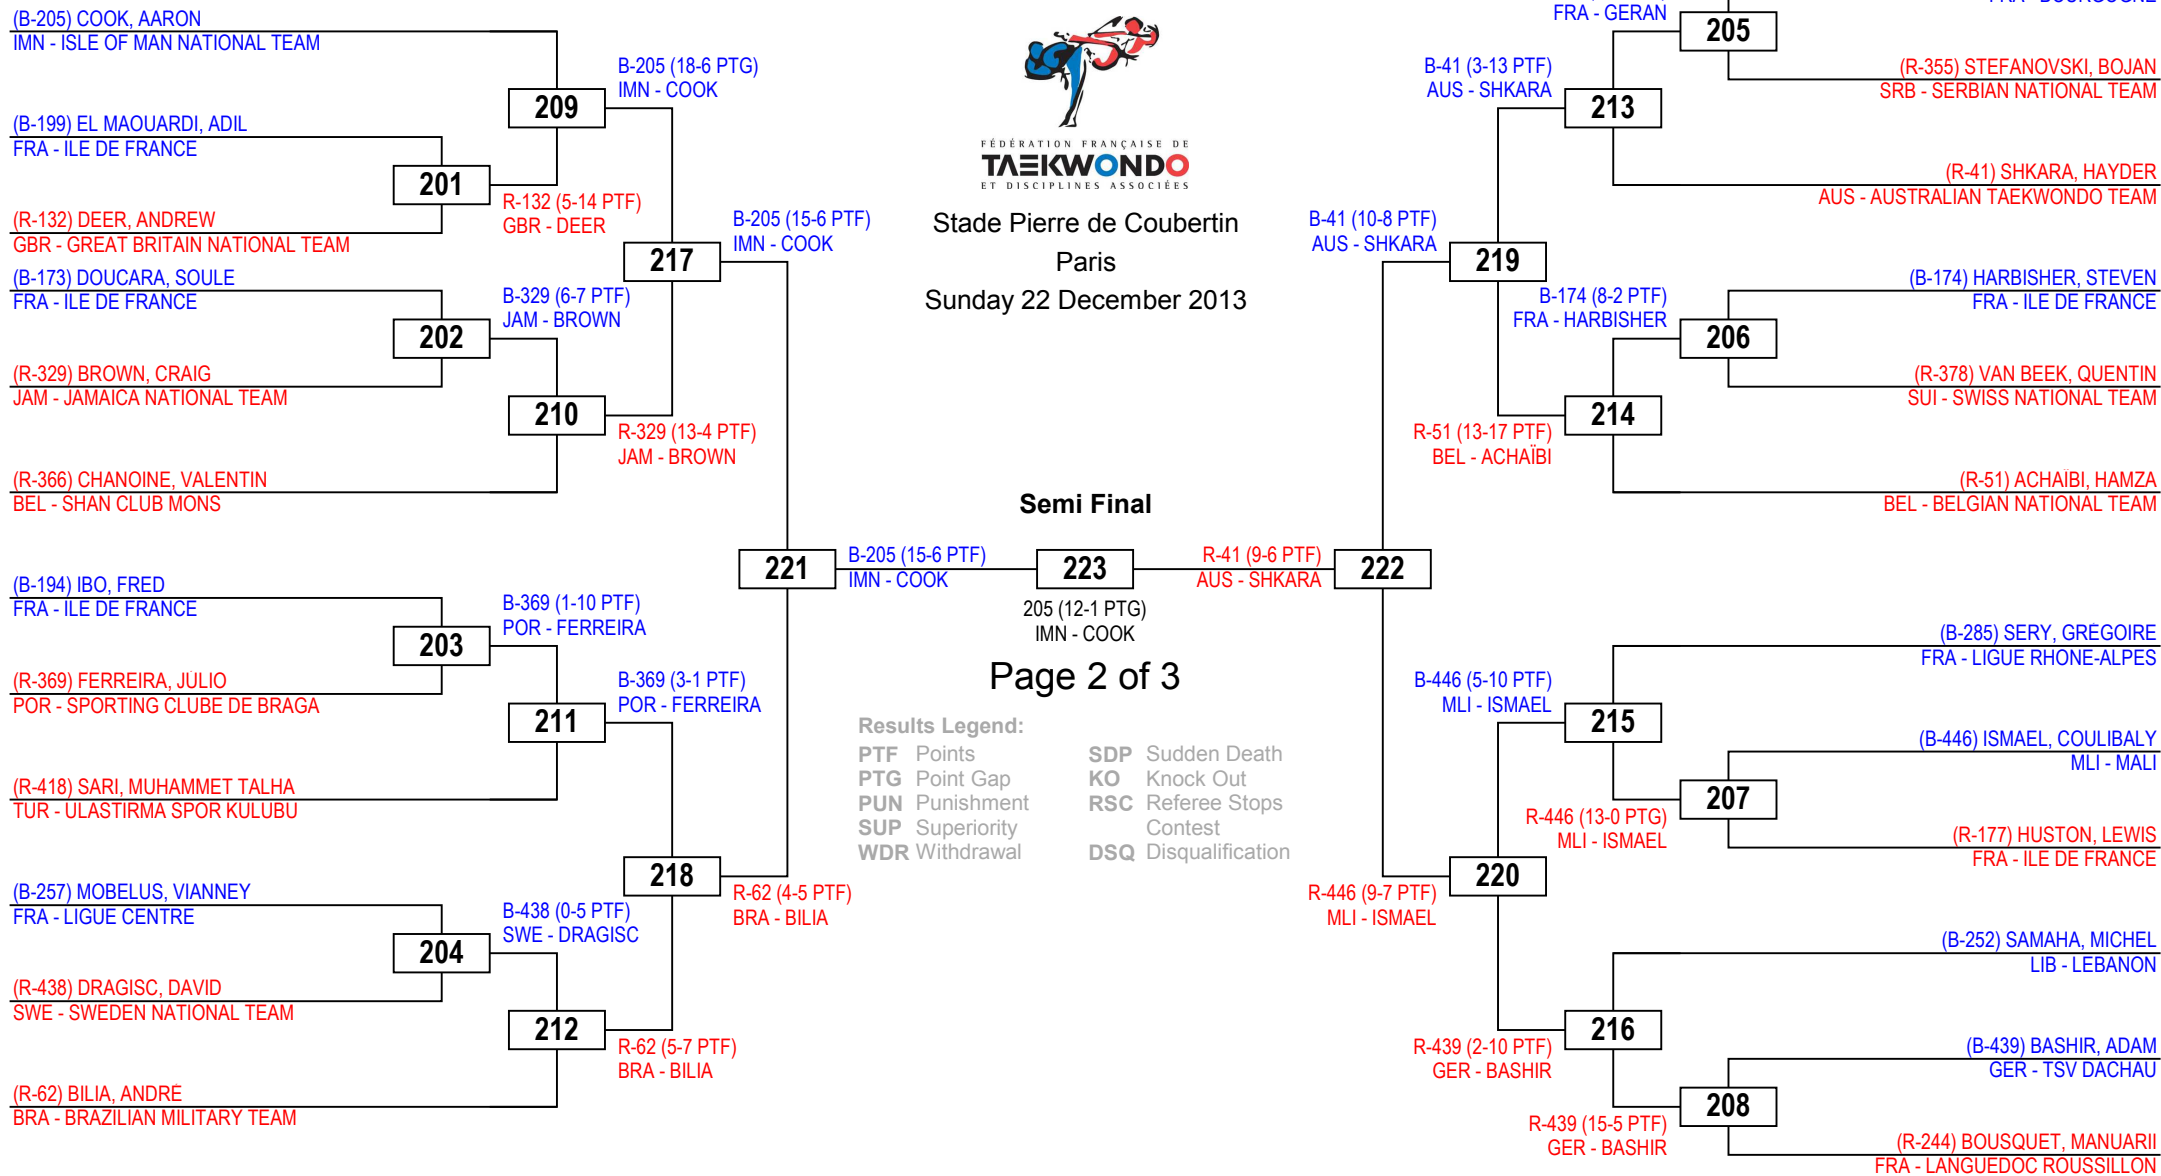 (B-205) COOK, AARON
IMN - ISLE OF MAN NATIONAL TEAM
(B-199) EL MAOUARDI, ADIL
FRA - ILE DE FRANCE
(R-132) DEER, ANDREW
GBR - GREAT BRITAIN NATIONAL TEAM
(B-173) DOUCARA, SOULE
FRA - ILE DE FRANCE
(R-329) BROWN, CRAIG
JAM - JAMAICA NATIONAL TEAM
(R-366) CHANOINE, VALENTIN
BEL - SHAN CLUB MONS
(B-194) IBO, FRED
FRA - ILE DE FRANCE
(R-369) FERREIRA, JÚLIO
POR - SPORTING CLUBE DE BRAGA
(R-418) SARI, MUHAMMET TALHA
TUR - ULASTIRMA SPOR KULUBU
(B-257) MOBELUS, VIANNEY
FRA - LIGUE CENTRE
(R-438) DRAGISC, DAVID
SWE - SWEDEN NATIONAL TEAM
(R-62) BILIA, ANDRÉ
BRA - BRAZILIAN MILITARY TEAM
201
202
203
204
R-132 (5-14 PTF)
GBR - DEER
B-329 (6-7 PTF)
JAM - BROWN
B-369 (1-10 PTF)
POR - FERREIRA
B-438 (0-5 PTF)
SWE - DRAGISC
209
210
211
212
B-205 (18-6 PTG)
IMN - COOK
R-329 (13-4 PTF)
JAM - BROWN
B-369 (3-1 PTF)
POR - FERREIRA
R-62 (5-7 PTF)
BRA - BILIA
217
218
B-205 (15-6 PTF)
IMN - COOK
R-62 (4-5 PTF)
BRA - BILIA
221
B-205 (15-6 PTF)
IMN - COOK
FÉDÉRATION FRANÇAISE DE
TAEKWONDO
ET DISCIPLINES ASSOCIÉES
Stade Pierre de Coubertin
Paris
Sunday 22 December 2013
Semi Final
223
205 (12-1 PTG)
IMN - COOK
Page 2 of 3
Results Legend:
PTF Points
PTG Point Gap
PUN Punishment
SUP Superiority
WDR Withdrawal
SDP Sudden Death
KO Knock Out
RSC Referee Stops
Contest
DSQ Disqualification
R-41 (9-6 PTF)
AUS - SHKARA
222
B-41 (10-8 PTF)
AUS - SHKARA
R-446 (9-7 PTF)
MLI - ISMAEL
219
220
B-41 (3-13 PTF)
AUS - SHKARA
R-51 (13-17 PTF)
BEL - ACHAÏBI
B-446 (5-10 PTF)
MLI - ISMAEL
R-439 (2-10 PTF)
GER - BASHIR
213
214
215
216
FRA - GERAN
B-174 (8-2 PTF)
FRA - HARBISHER
R-446 (13-0 PTG)
MLI - ISMAEL
R-439 (15-5 PTF)
GER - BASHIR
205
206
207
208
(R-355) STEFANOVSKI, BOJAN
SRB - SERBIAN NATIONAL TEAM
(R-41) SHKARA, HAYDER
AUS - AUSTRALIAN TAEKWONDO TEAM
(B-174) HARBISHER, STEVEN
FRA - ILE DE FRANCE
(R-378) VAN BEEK, QUENTIN
SUI - SWISS NATIONAL TEAM
(R-51) ACHAÏBI, HAMZA
BEL - BELGIAN NATIONAL TEAM
(B-285) SERY, GRÉGOIRE
FRA - LIGUE RHONE-ALPES
(B-446) ISMAEL, COULIBALY
MLI - MALI
(R-177) HUSTON, LEWIS
FRA - ILE DE FRANCE
(B-252) SAMAHA, MICHEL
LIB - LEBANON
(B-439) BASHIR, ADAM
GER - TSV DACHAU
(R-244) BOUSQUET, MANUARII
FRA - LANGUEDOC ROUSSILLON